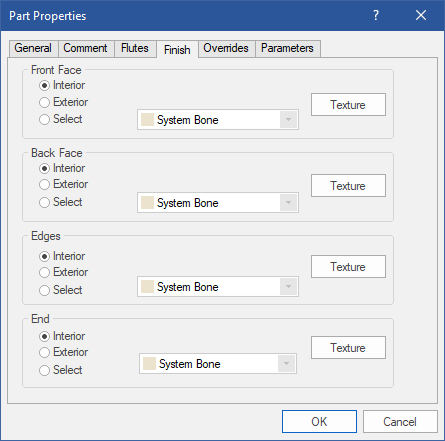 Part Properties ? X
General Comment Flutes Finish Overrides Parameters
Front Face
Interior
Exterior
Select System Bone Texture
Back Face
Interior
Exterior
Select System Bone Texture
Edges
Interior
Exterior
Select System Bone Texture
End
Interior
Exterior
Select System Bone Texture
OK Cancel